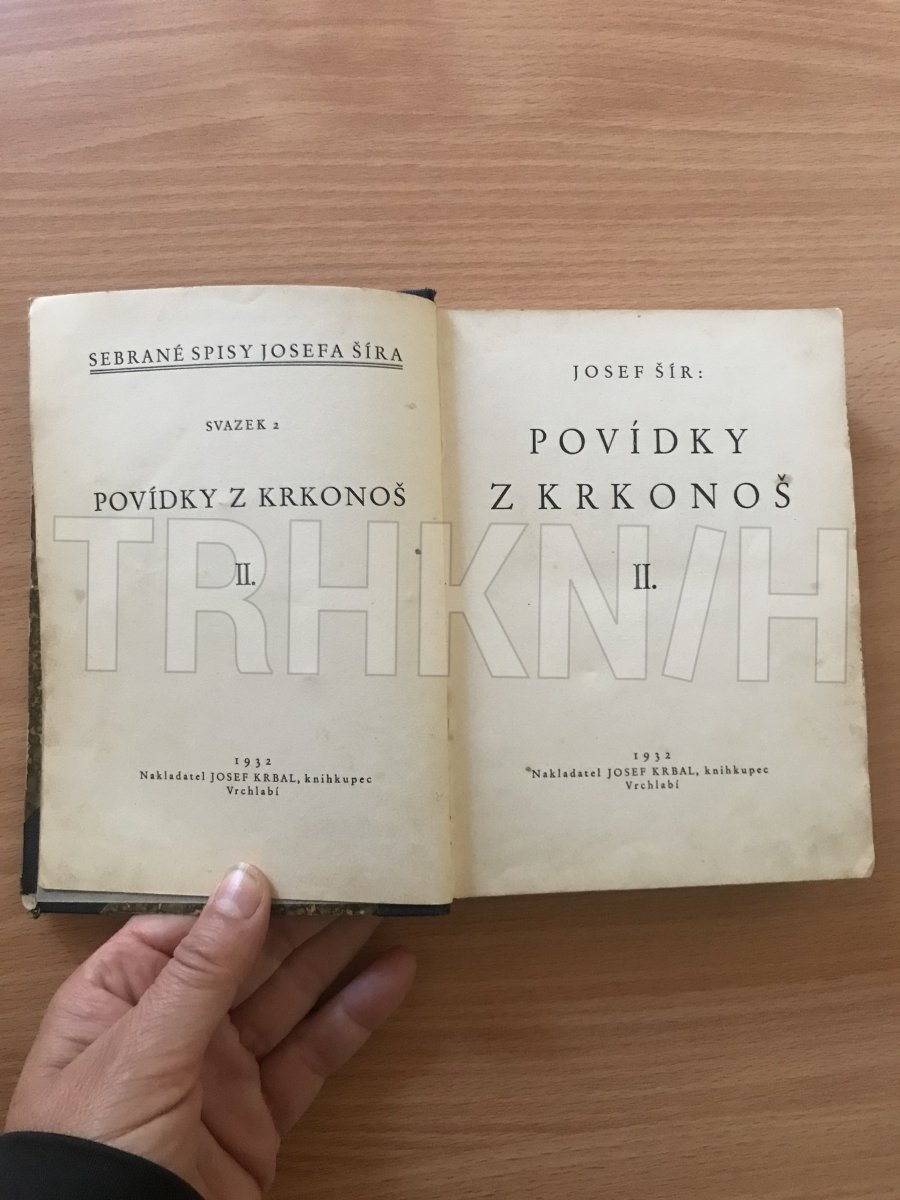 SEBRANÉ SPISY JOSEFA ŠÍRA
SVAZEK 2
POVÍDKY Z KRKONOŠ
II.
1932
Nakladatel JOSEF KRBAL, knihkupec
Vrchlabí
JOSEF ŠÍR:
POVÍDKY
Z KRKONOŠ
II.
1932
Nakladatel JOSEF KRBAL, knihkupec
Vrchlabí
TRHKN/H